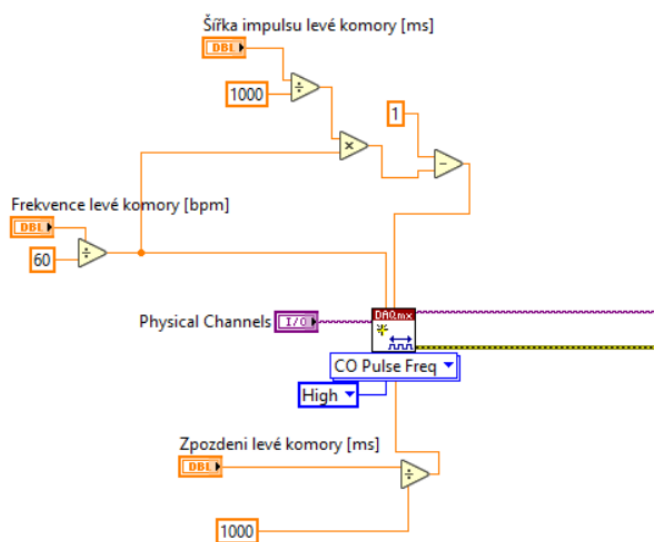 Šířka impulsu levé komory [ms]
DBL
÷
1000
×
1
−
Frekvence levé komory [bpm]
DBL
÷
60
Physical Channels
I/O
DAQmx
CO Pulse Freq
High
Zpozdeni levé komory [ms]
DBL
÷
1000